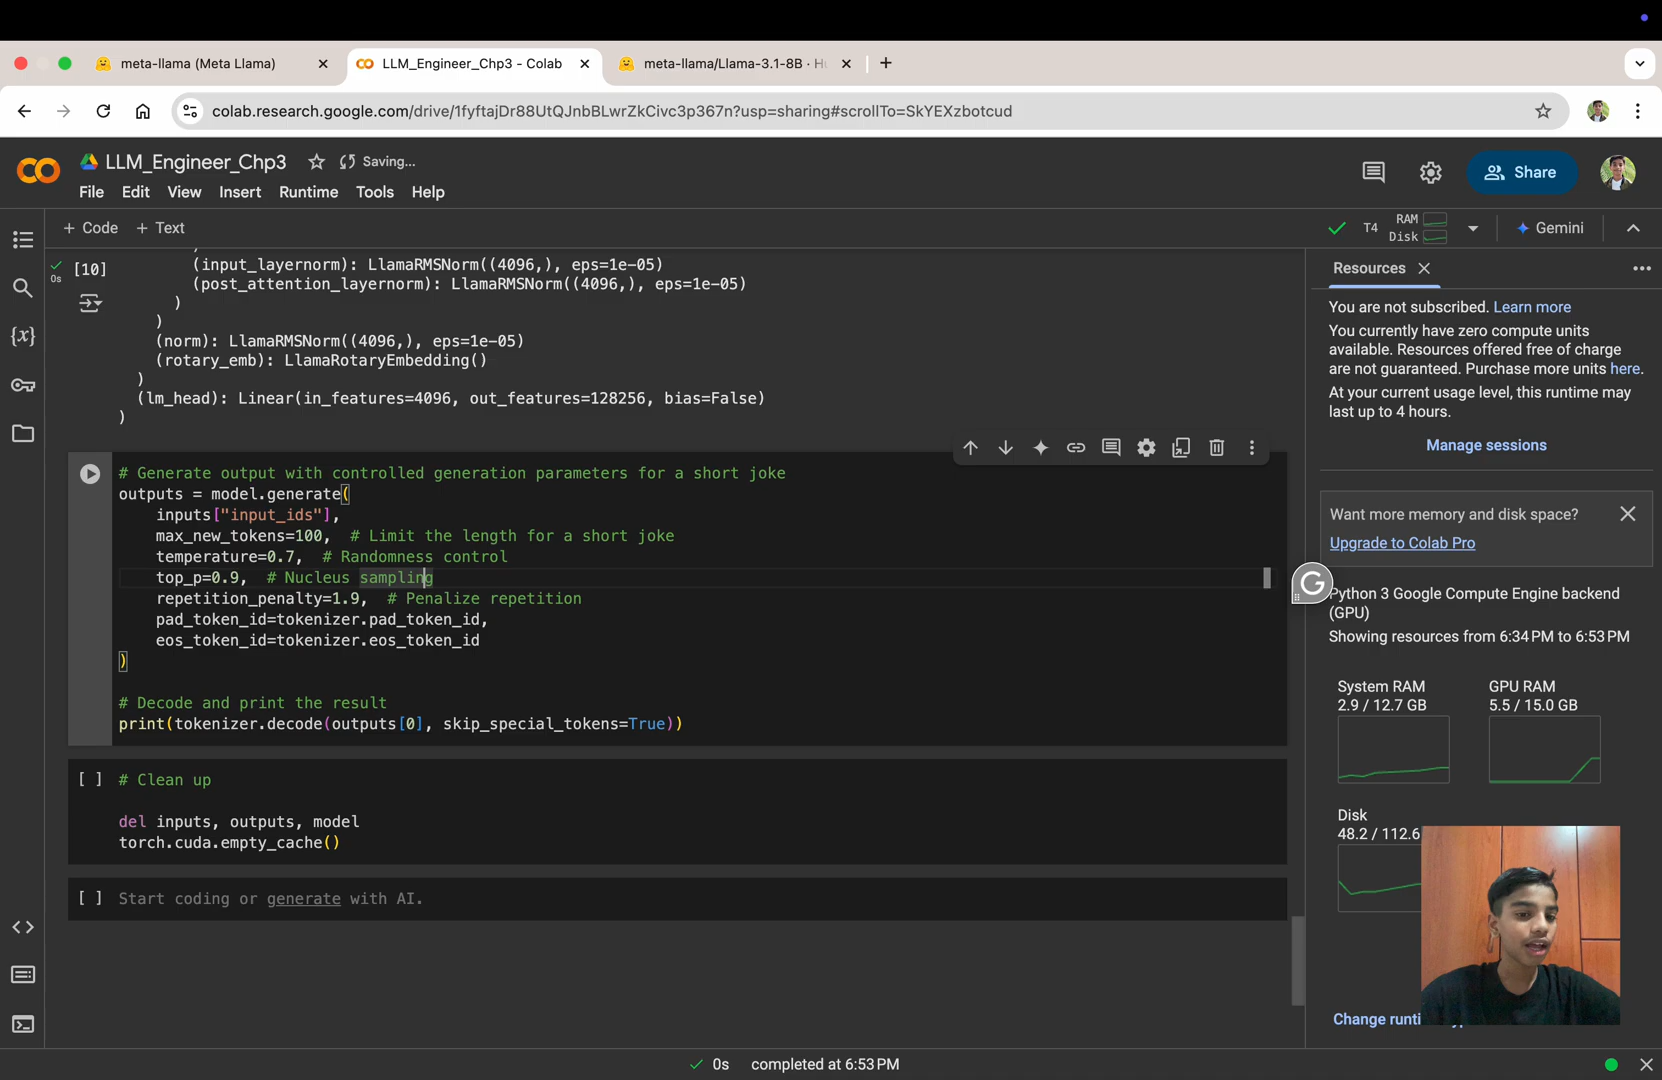 meta-llama (Meta Llama)
LLM_Engineer_Chp3 - Colab
meta-llama/Llama-3.1-8B · H
colab.research.google.com/drive/1fyftajDr88UtQJnbBLwrZkCivc3p367n?usp=sharing#scrollTo=SkYEXzbotcud
LLM_Engineer_Chp3
Saving...
File Edit View Insert Runtime Tools Help
Share
+ Code + Text
T4
RAM
Disk
Gemini
0s
[10]
(input_layernorm): LlamaRMSNorm((4096,), eps=1e-05)
(post_attention_layernorm): LlamaRMSNorm((4096,), eps=1e-05)
)
)
(norm): LlamaRMSNorm((4096,), eps=1e-05)
(rotary_emb): LlamaRotaryEmbedding()
)
(lm_head): Linear(in_features=4096, out_features=128256, bias=False)
)
# Generate output with controlled generation parameters for a short joke
outputs = model.generate(
inputs["input_ids"],
max_new_tokens=100,  # Limit the length for a short joke
temperature=0.7,  # Randomness control
top_p=0.9,  # Nucleus sampling
repetition_penalty=1.9,  # Penalize repetition
pad_token_id=tokenizer.pad_token_id,
eos_token_id=tokenizer.eos_token_id
)
# Decode and print the result
print(tokenizer.decode(outputs[0], skip_special_tokens=True))
[ ] # Clean up
del inputs, outputs, model
torch.cuda.empty_cache()
[ ] Start coding or generate with AI.
Resources
You are not subscribed. Learn more
You currently have zero compute units
available. Resources offered free of charge
are not guaranteed. Purchase more units here.
At your current usage level, this runtime may
last up to 4 hours.
Manage sessions
Want more memory and disk space?
Upgrade to Colab Pro
Python 3 Google Compute Engine backend
(GPU)
Showing resources from 6:34 PM to 6:53 PM
System RAM
2.9 / 12.7 GB
GPU RAM
5.5 / 15.0 GB
Disk
48.2 / 112.6
Change runti
0s completed at 6:53 PM